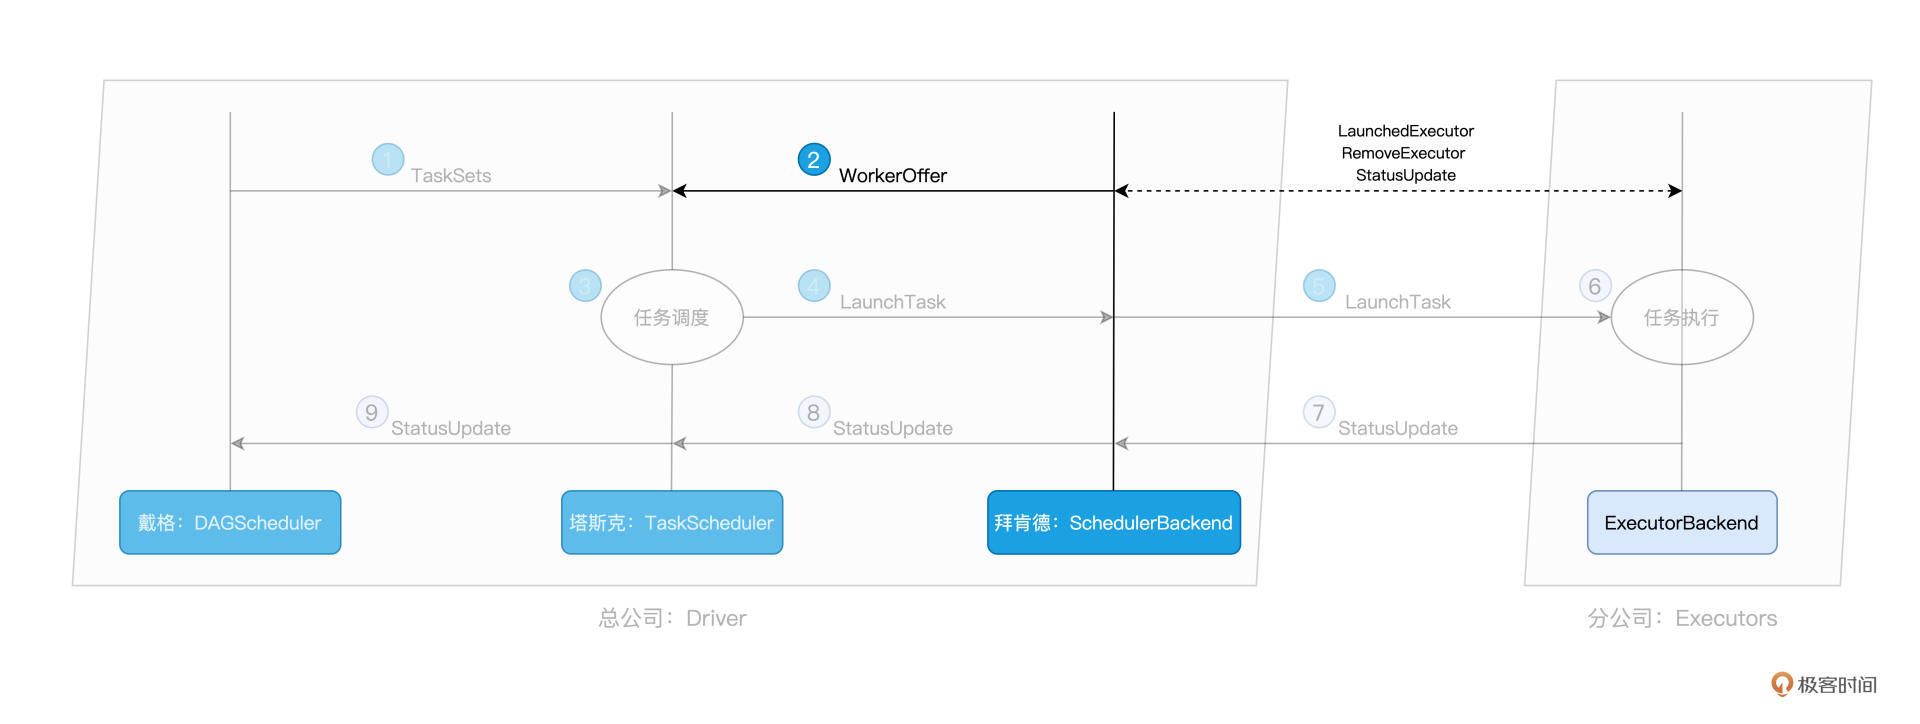 LaunchedExecutor
RemoveExecutor
StatusUpdate
1 TaskSets
2 WorkerOffer
3 任务调度
4 LaunchTask
5 LaunchTask
6 任务执行
9 StatusUpdate
8 StatusUpdate
7 StatusUpdate
戴格：DAGScheduler
塔斯克：TaskScheduler
拜肯德：SchedulerBackend
ExecutorBackend
总公司：Driver
分公司：Executors
极客时间